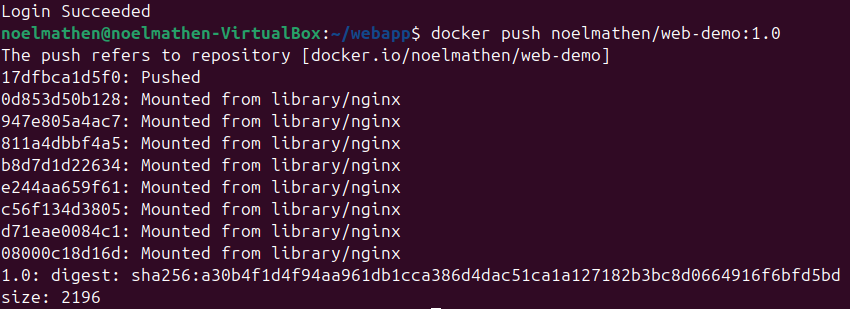 Login Succeeded
noelmathen@noelmathen-VirtualBox:~/webapp$ docker push noelmathen/web-demo:1.0
The push refers to repository [docker.io/noelmathen/web-demo]
17dfbca1d5f0: Pushed
0d853d50b128: Mounted from library/nginx
947e805a4ac7: Mounted from library/nginx
811a4dbbf4a5: Mounted from library/nginx
b8d7d1d22634: Mounted from library/nginx
e244aa659f61: Mounted from library/nginx
c56f134d3805: Mounted from library/nginx
d71eae0084c1: Mounted from library/nginx
08000c18d16d: Mounted from library/nginx
1.0: digest: sha256:a30b4f1d4f94aa961db1cca386d4dac51ca1a127182b3bc8d0664916f6bfd5bd
size: 2196